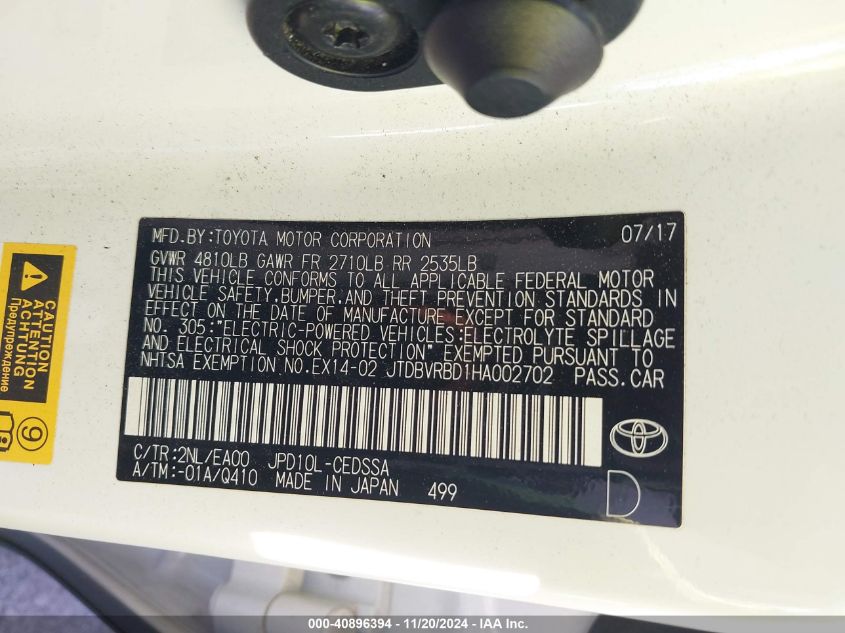 MFD.BY:TOYOTA MOTOR CORPORATION 07/17
GVWR 4810LB GAWR FR 2710LB RR 2535LB
THIS VEHICLE CONFORMS TO ALL APPLICABLE FEDERAL MOTOR
VEHICLE SAFETY,BUMPER,AND THEFT PREVENTION STANDARDS IN
EFFECT ON THE DATE OF MANUFACTURE EXCEPT FOR STANDARD
NO. 305:"ELECTRIC-POWERED VEHICLES:ELECTROLYTE SPILLAGE
AND ELECTRICAL SHOCK PROTECTION" EXEMPTED PURSUANT TO
NHTSA EXEMPTION NO.EX14-02 JTDBVRBD1HA002702 PASS.CAR
C/TR:2NL/EA00 JPD10L-CEDSSA
A/TM:-01A/Q410 MADE IN JAPAN 499
D
CAUTION
ATTENTION
ACHTUNG
Предупреждение
9
000-40896394 - 11/20/2024 - IAAI.COM